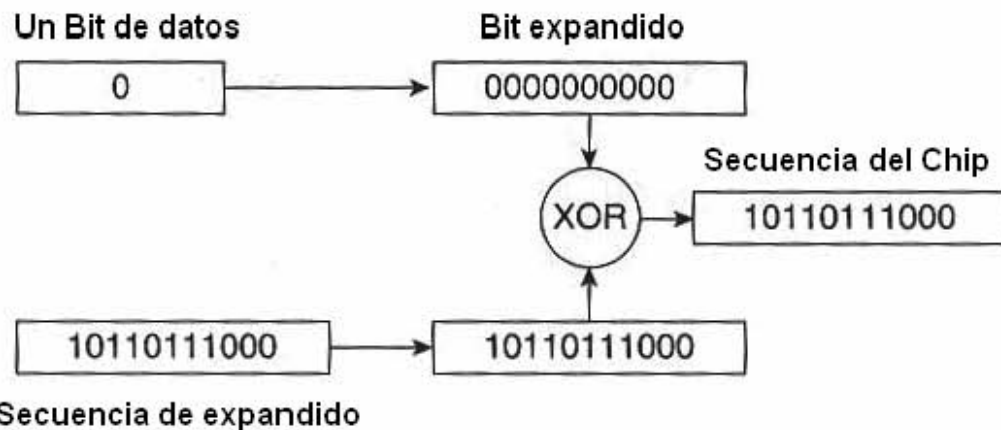 Un Bit de datos
Bit expandido
0
0000000000
Secuencia del Chip
XOR
10110111000
10110111000
10110111000
Secuencia de expandido